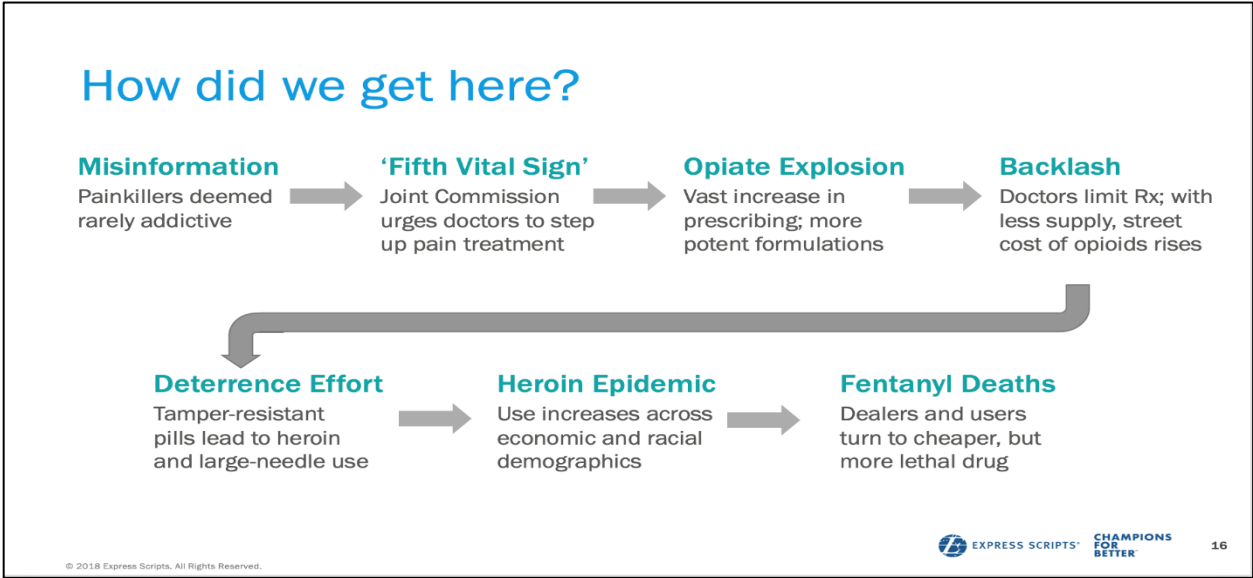 How did we get here?
Misinformation
Painkillers deemed
rarely addictive
‘Fifth Vital Sign’
Joint Commission
urges doctors to step
up pain treatment
Opiate Explosion
Vast increase in
prescribing; more
potent formulations
Backlash
Doctors limit Rx; with
less supply, street
cost of opioids rises
Deterrence Effort
Tamper-resistant
pills lead to heroin
and large-needle use
Heroin Epidemic
Use increases across
economic and racial
demographics
Fentanyl Deaths
Dealers and users
turn to cheaper, but
more lethal drug
© 2018 Express Scripts. All Rights Reserved.
EXPRESS SCRIPTS®
CHAMPIONS
FOR
BETTER™
16